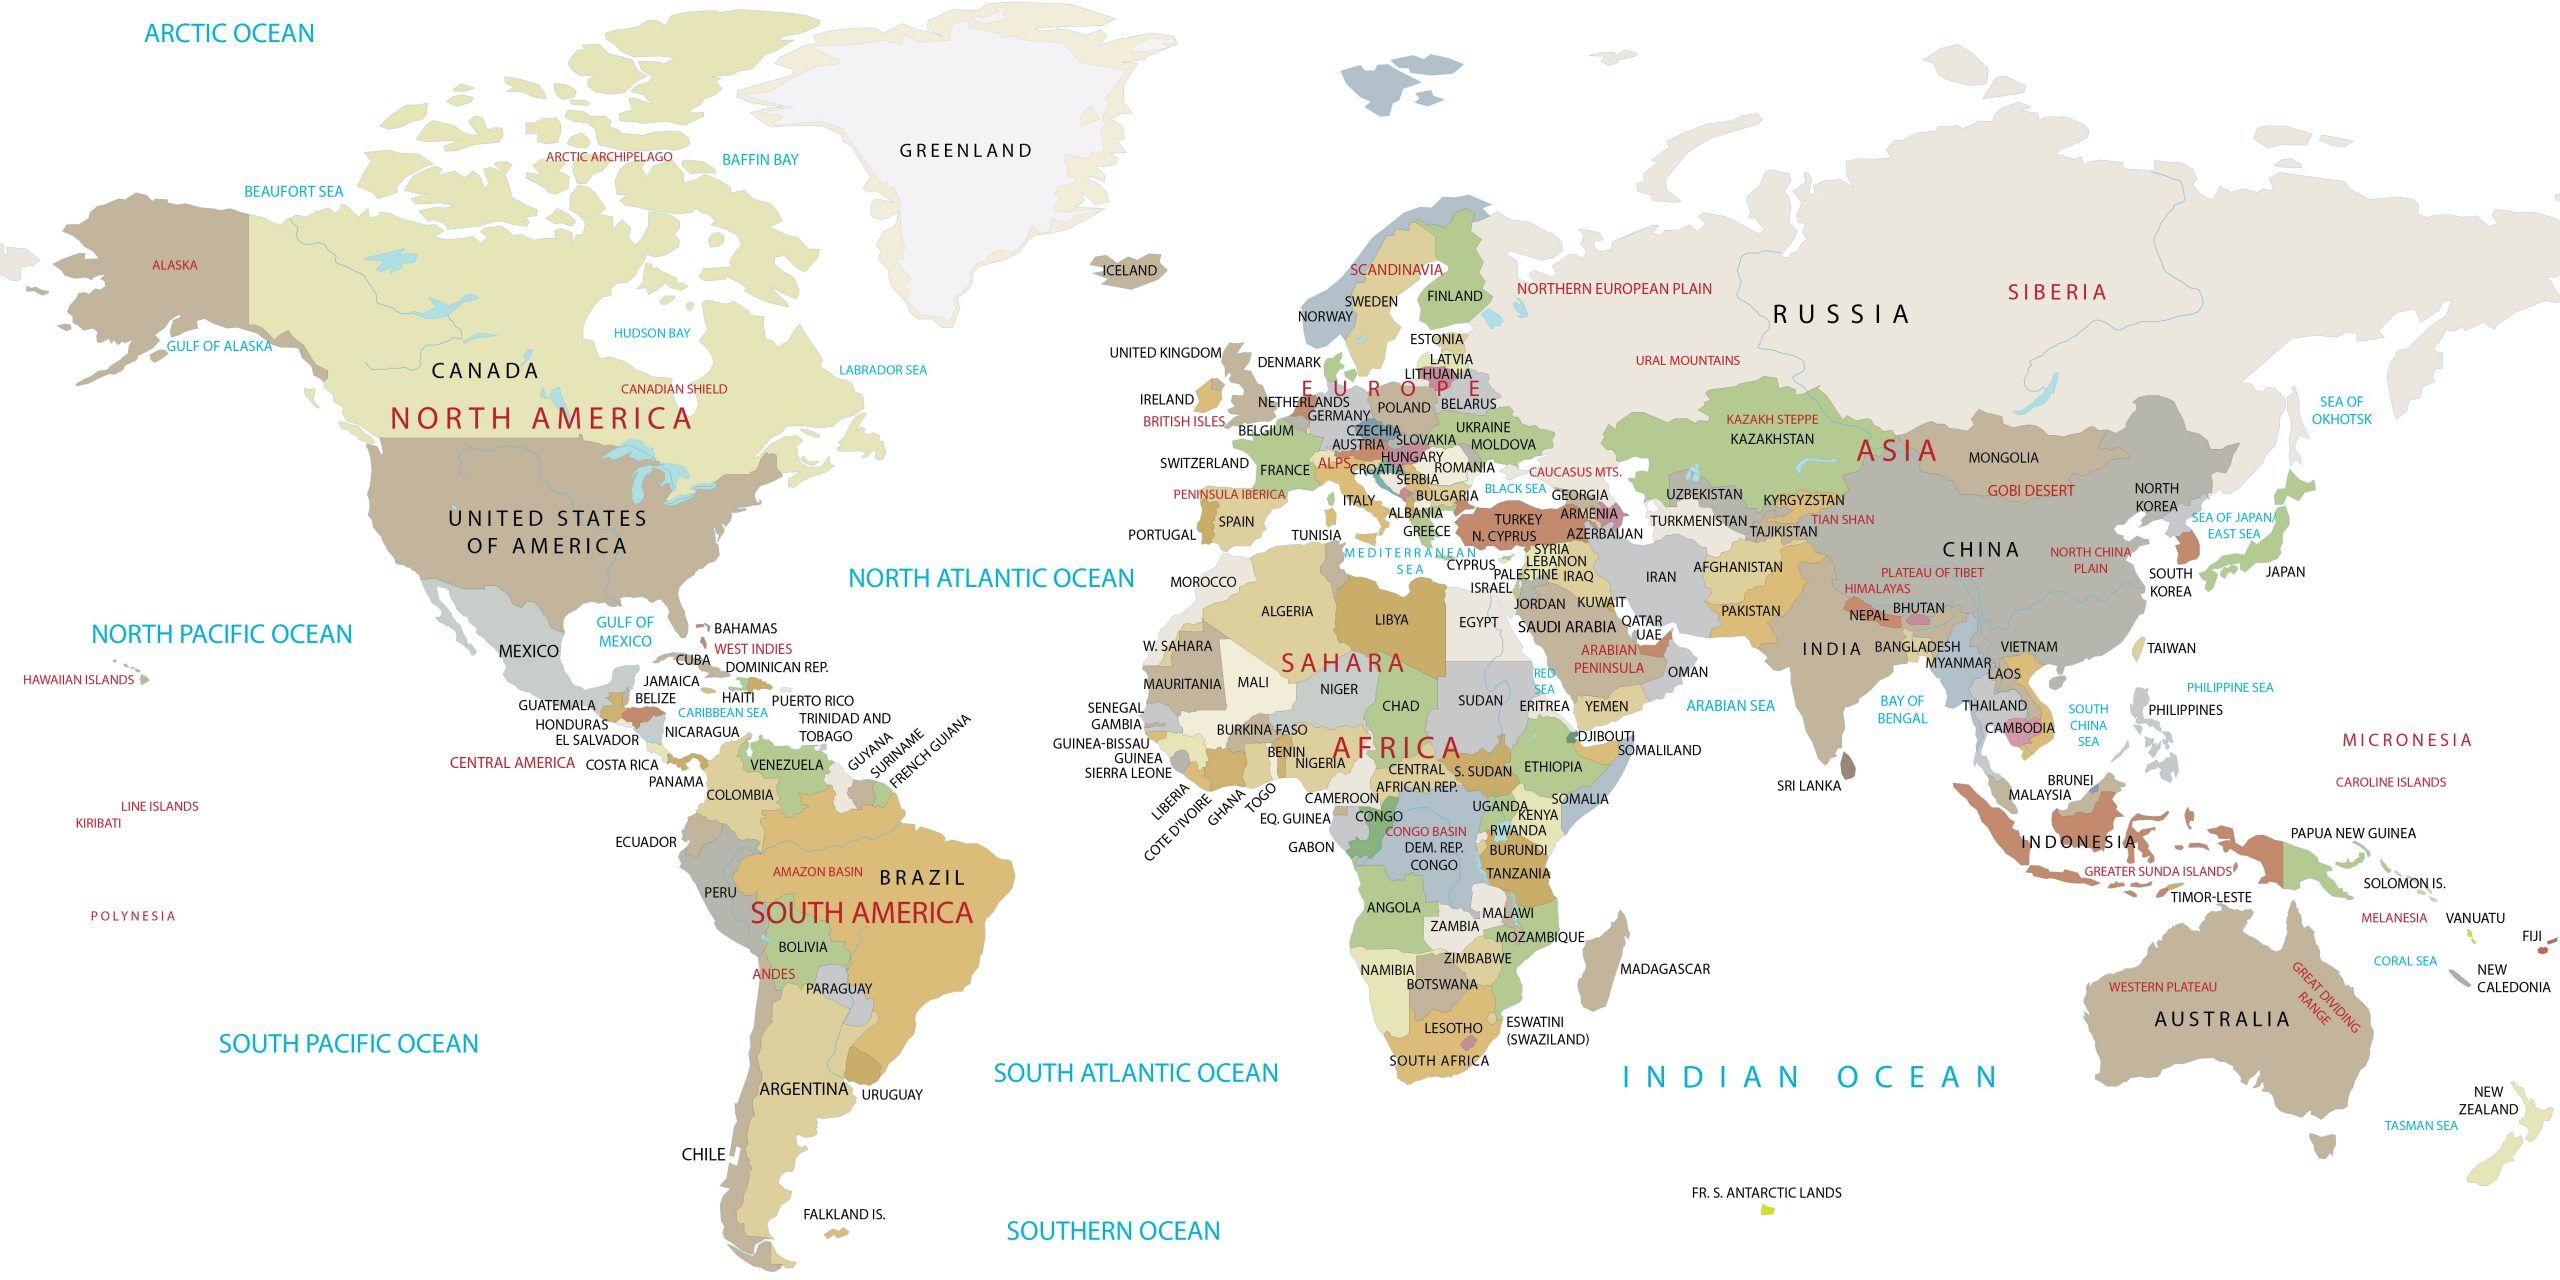 ARCTIC OCEAN
GREENLAND
ARCTIC ARCHIPELAGO
BAFFIN BAY
BEAUFORT SEA
ALASKA
GULF OF ALASKA
HUDSON BAY
LABRADOR SEA
CANADA
CANADIAN SHIELD
NORTH AMERICA
UNITED STATES
OF AMERICA
NORTH ATLANTIC OCEAN
NORTH PACIFIC OCEAN
HAWAIIAN ISLANDS
GULF OF
MEXICO
MEXICO
BAHAMAS
WEST INDIES
CUBA
DOMINICAN REP.
JAMAICA
BELIZE
HAITI
PUERTO RICO
GUATEMALA
CARIBBEAN SEA
HONDURAS
EL SALVADOR
NICARAGUA
TRINIDAD AND
TOBAGO
CENTRAL AMERICA
COSTA RICA
PANAMA
VENEZUELA
GUYANA
SURINAME
FRENCH GUIANA
COLOMBIA
LINE ISLANDS
KIRIBATI
ECUADOR
AMAZON BASIN
BRAZIL
PERU
SOUTH AMERICA
POLYNESIA
BOLIVIA
ANDES
PARAGUAY
SOUTH PACIFIC OCEAN
ARGENTINA
URUGUAY
CHILE
FALKLAND IS.
SOUTH ATLANTIC OCEAN
SOUTHERN OCEAN
ICELAND
SCANDINAVIA
SWEDEN
FINLAND
NORWAY
NORTHERN EUROPEAN PLAIN
RUSSIA
SIBERIA
ESTONIA
UNITED KINGDOM
DENMARK
LATVIA
LITHUANIA
URAL MOUNTAINS
EUROPE
IRELAND
NETHERLANDS
BELARUS
GERMANY
POLAND
BRITISH ISLES
BELGIUM
CZECHIA
UKRAINE
AUSTRIA
SLOVAKIA
MOLDOVA
SWITZERLAND
FRANCE
ALPS
HUNGARY
CROATIA
ROMANIA
SERBIA
CAUCASUS MTS.
PENINSULA IBERICA
ITALY
BULGARIA
BLACK SEA
GEORGIA
ALBANIA
ARMENIA
PORTUGAL
SPAIN
TUNISIA
GREECE
TURKEY
N. CYPRUS
AZERBAIJAN
MEDITERRANEAN
SEA
CYPRUS
SYRIA
LEBANON
PALESTINE
IRAQ
ISRAEL
JORDAN
KUWAIT
IRAN
KAZAKH STEPPE
KAZAKHSTAN
ASIA
MONGOLIA
GOBI DESERT
UZBEKISTAN
KYRGYZSTAN
TURKMENISTAN
TIAN SHAN
TAJIKISTAN
AFGHANISTAN
PAKISTAN
CHINA
PLATEAU OF TIBET
HIMALAYAS
NORTH CHINA
PLAIN
NORTH
KOREA
SEA OF JAPAN/
EAST SEA
SOUTH
KOREA
JAPAN
SEA OF
OKHOTSK
NEPAL
BHUTAN
INDIA
BANGLADESH
MYANMAR
VIETNAM
LAOS
TAIWAN
THAILAND
CAMBODIA
BAY OF
BENGAL
SOUTH
CHINA
SEA
PHILIPPINE SEA
PHILIPPINES
SRI LANKA
BRUNEI
MALAYSIA
INDONESIA
GREATER SUNDA ISLANDS
TIMOR-LESTE
MICRONESIA
CAROLINE ISLANDS
PAPUA NEW GUINEA
SOLOMON IS.
MELANESIA
VANUATU
FIJI
CORAL SEA
NEW
CALEDONIA
MOROCCO
ALGERIA
LIBYA
EGYPT
SAUDI ARABIA
QATAR
UAE
ARABIAN
PENINSULA
OMAN
RED
SEA
YEMEN
ARABIAN SEA
W. SAHARA
SAHARA
MAURITANIA
MALI
NIGER
CHAD
SUDAN
ERITREA
SENEGAL
GAMBIA
BURKINA FASO
GUINEA-BISSAU
GUINEA
SIERRA LEONE
BENIN
NIGERIA
AFRICA
DJIBOUTI
SOMALILAND
LIBERIA
COTE D'IVOIRE
GHANA
TOGO
CENTRAL
AFRICAN REP.
S. SUDAN
ETHIOPIA
CAMEROON
SOMALIA
EQ. GUINEA
CONGO
UGANDA
KENYA
GABON
CONGO BASIN
RWANDA
DEM. REP.
CONGO
BURUNDI
TANZANIA
ANGOLA
ZAMBIA
MALAWI
MOZAMBIQUE
NAMIBIA
ZIMBABWE
BOTSWANA
MADAGASCAR
LESOTHO
ESWATINI
(SWAZILAND)
SOUTH AFRICA
INDIAN OCEAN
FR. S. ANTARCTIC LANDS
WESTERN PLATEAU
AUSTRALIA
GREAT DIVIDING
RANGE
NEW
ZEALAND
TASMAN SEA